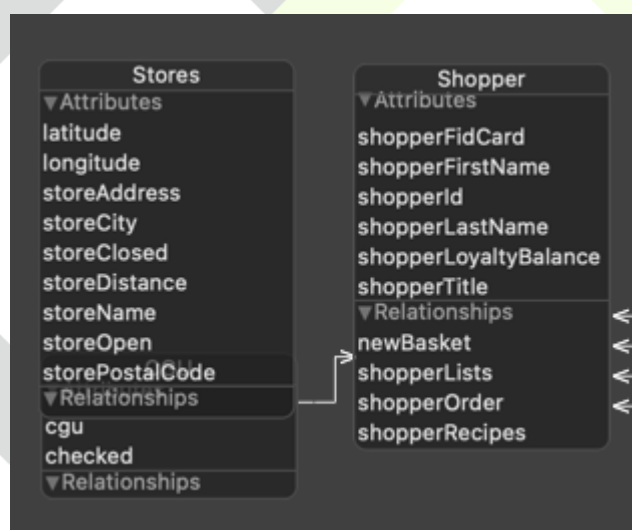 Stores
▼Attributes
latitude
longitude
storeAddress
storeCity
storeClosed
storeDistance
storeName
storeOpen
storePostalCode
▼Relationships
cgu
checked
▼Relationships
Shopper
▼Attributes
shopperFidCard
shopperFirstName
shopperId
shopperLastName
shopperLoyaltyBalance
shopperTitle
▼Relationships
newBasket
shopperLists
shopperOrder
shopperRecipes